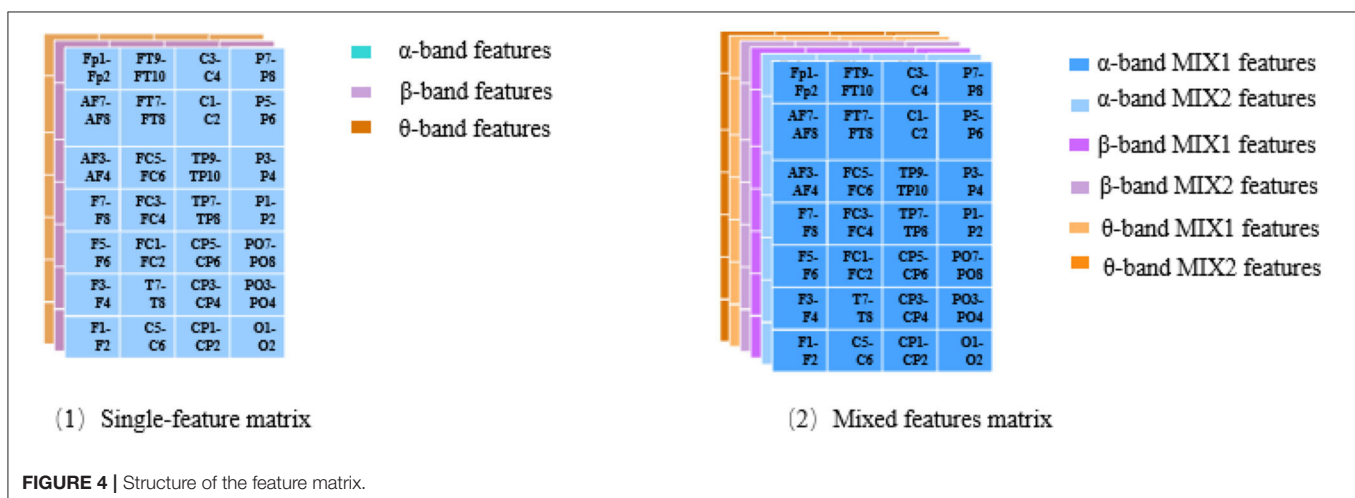 Fp1- FT9- C3- P7-
Fp2 FT10 C4 P8
AF7- FT7- C1- P5-
AF8 FT8 C2 P6
AF3- FC5- TP9- P3-
AF4 FC6 TP10 P4
F7- FC3- TP7- P1-
F8 FC4 TP8 P2
F5- FC1- CP5- PO7-
F6 FC2 CP6 PO8
F3- T7- CP3- PO3-
F4 T8 CP4 PO4
F1- C5- CP1- O1-
F2 C6 CP2 O2
α-band features
β-band features
θ-band features
(1) Single-feature matrix
Fp1- FT9- C3- P7-
Fp2 FT10 C4 P8
AF7- FT7- C1- P5-
AF8 FT8 C2 P6
AF3- FC5- TP9- P3-
AF4 FC6 TP10 P4
F7- FC3- TP7- P1-
F8 FC4 TP8 P2
F5- FC1- CP5- PO7-
F6 FC2 CP6 PO8
F3- T7- CP3- PO3-
F4 T8 CP4 PO4
F1- C5- CP1- O1-
F2 C6 CP2 O2
α-band MIX1 features
α-band MIX2 features
β-band MIX1 features
β-band MIX2 features
θ-band MIX1 features
θ-band MIX2 features
(2) Mixed features matrix
FIGURE 4 | Structure of the feature matrix.